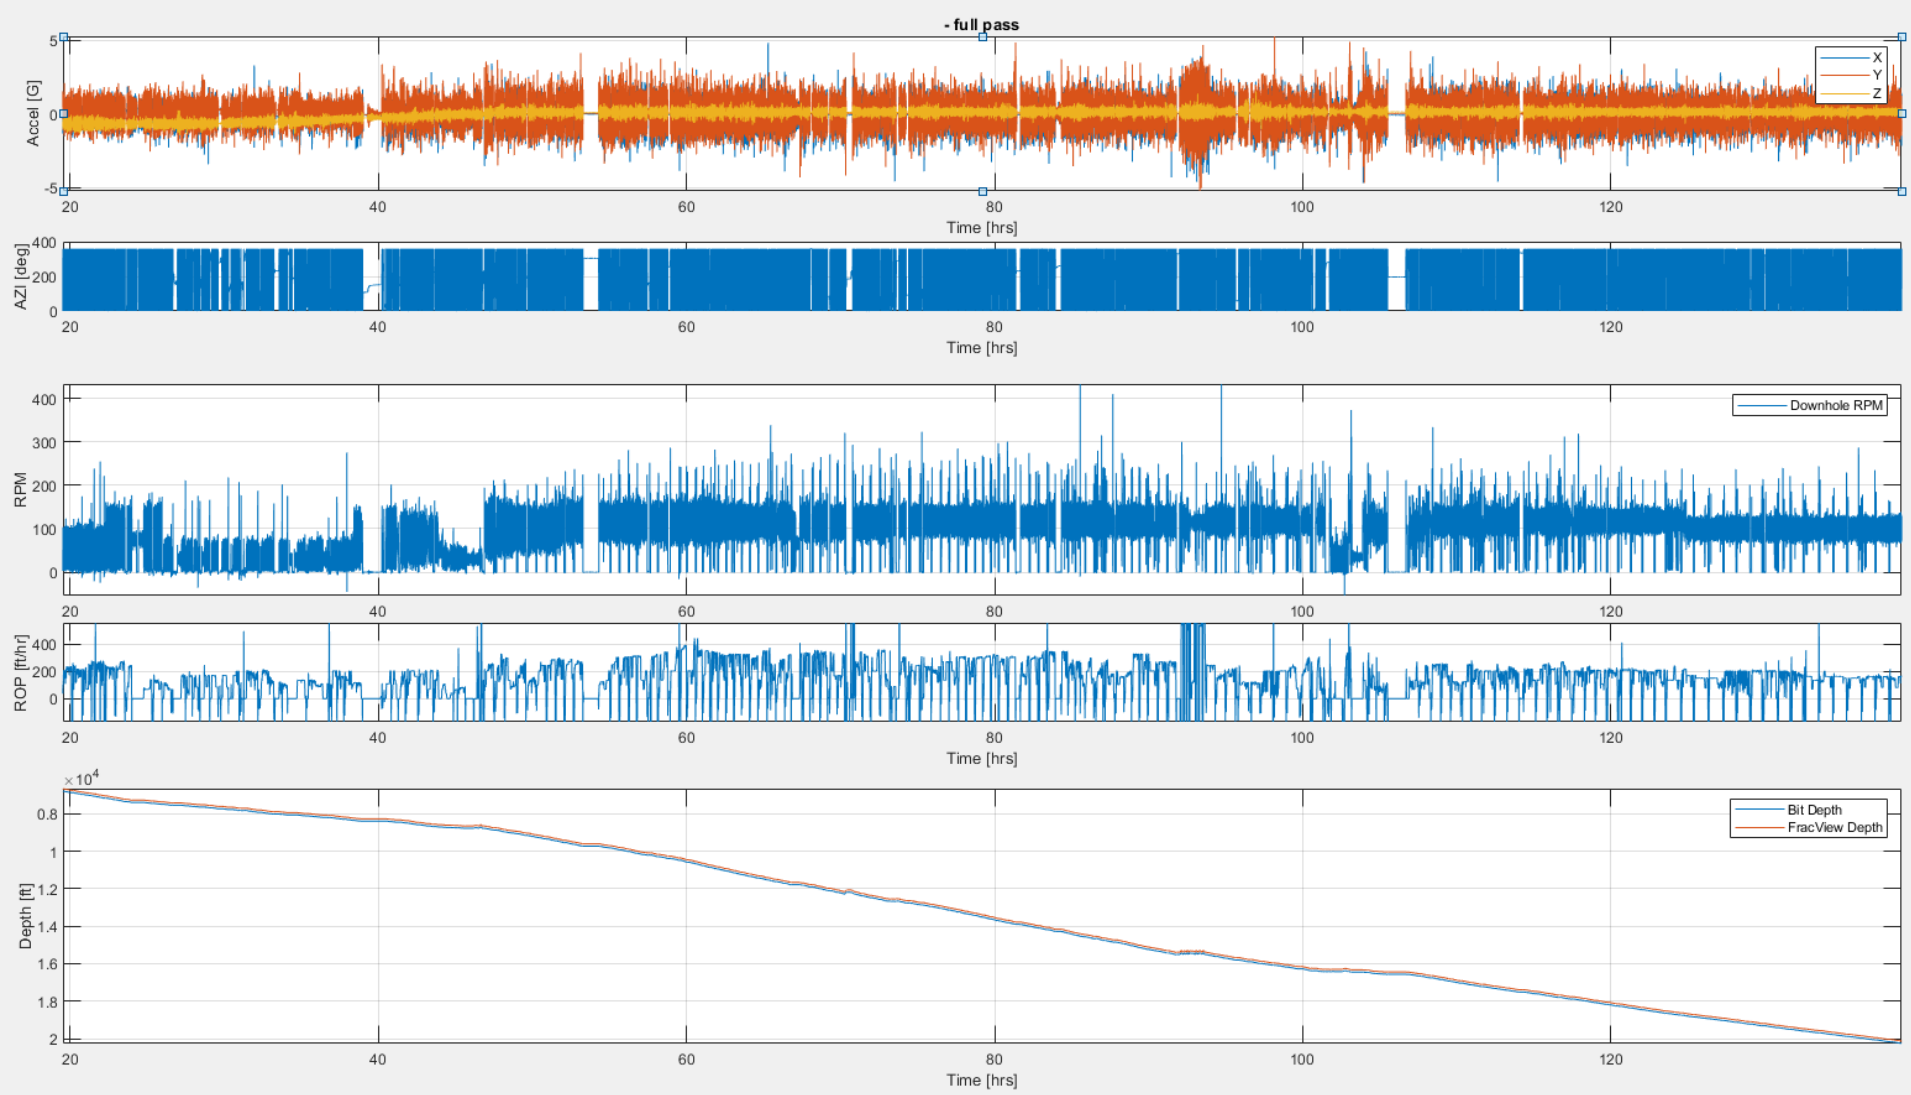 - full pass
Accel [G]
5
0
-5
X
Y
Z
20 40 60 80 100 120
Time [hrs]
AZI [deg]
400
200
0
20 40 60 80 100 120
Time [hrs]
RPM
400
300
200
100
0
Downhole RPM
20 40 60 80 100 120
ROP [ft/hr]
400
200
0
20 40 60 80 100 120
Time [hrs]
×10⁴
Depth [ft]
0.8
1
1.2
1.4
1.6
1.8
2
Bit Depth
FracView Depth
20 40 60 80 100 120
Time [hrs]